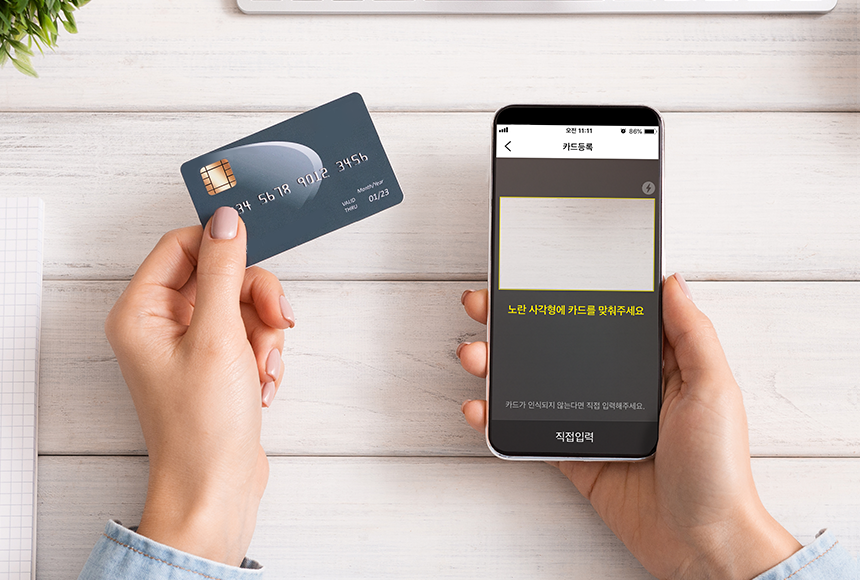 34 5678 9012 3456
Month/Year
VALID
THRU
01/23
오전 11:11
86%
카드등록
노란 사각형에 카드를 맞춰주세요
카드가 인식되지 않는다면 직접 입력해주세요.
직접입력